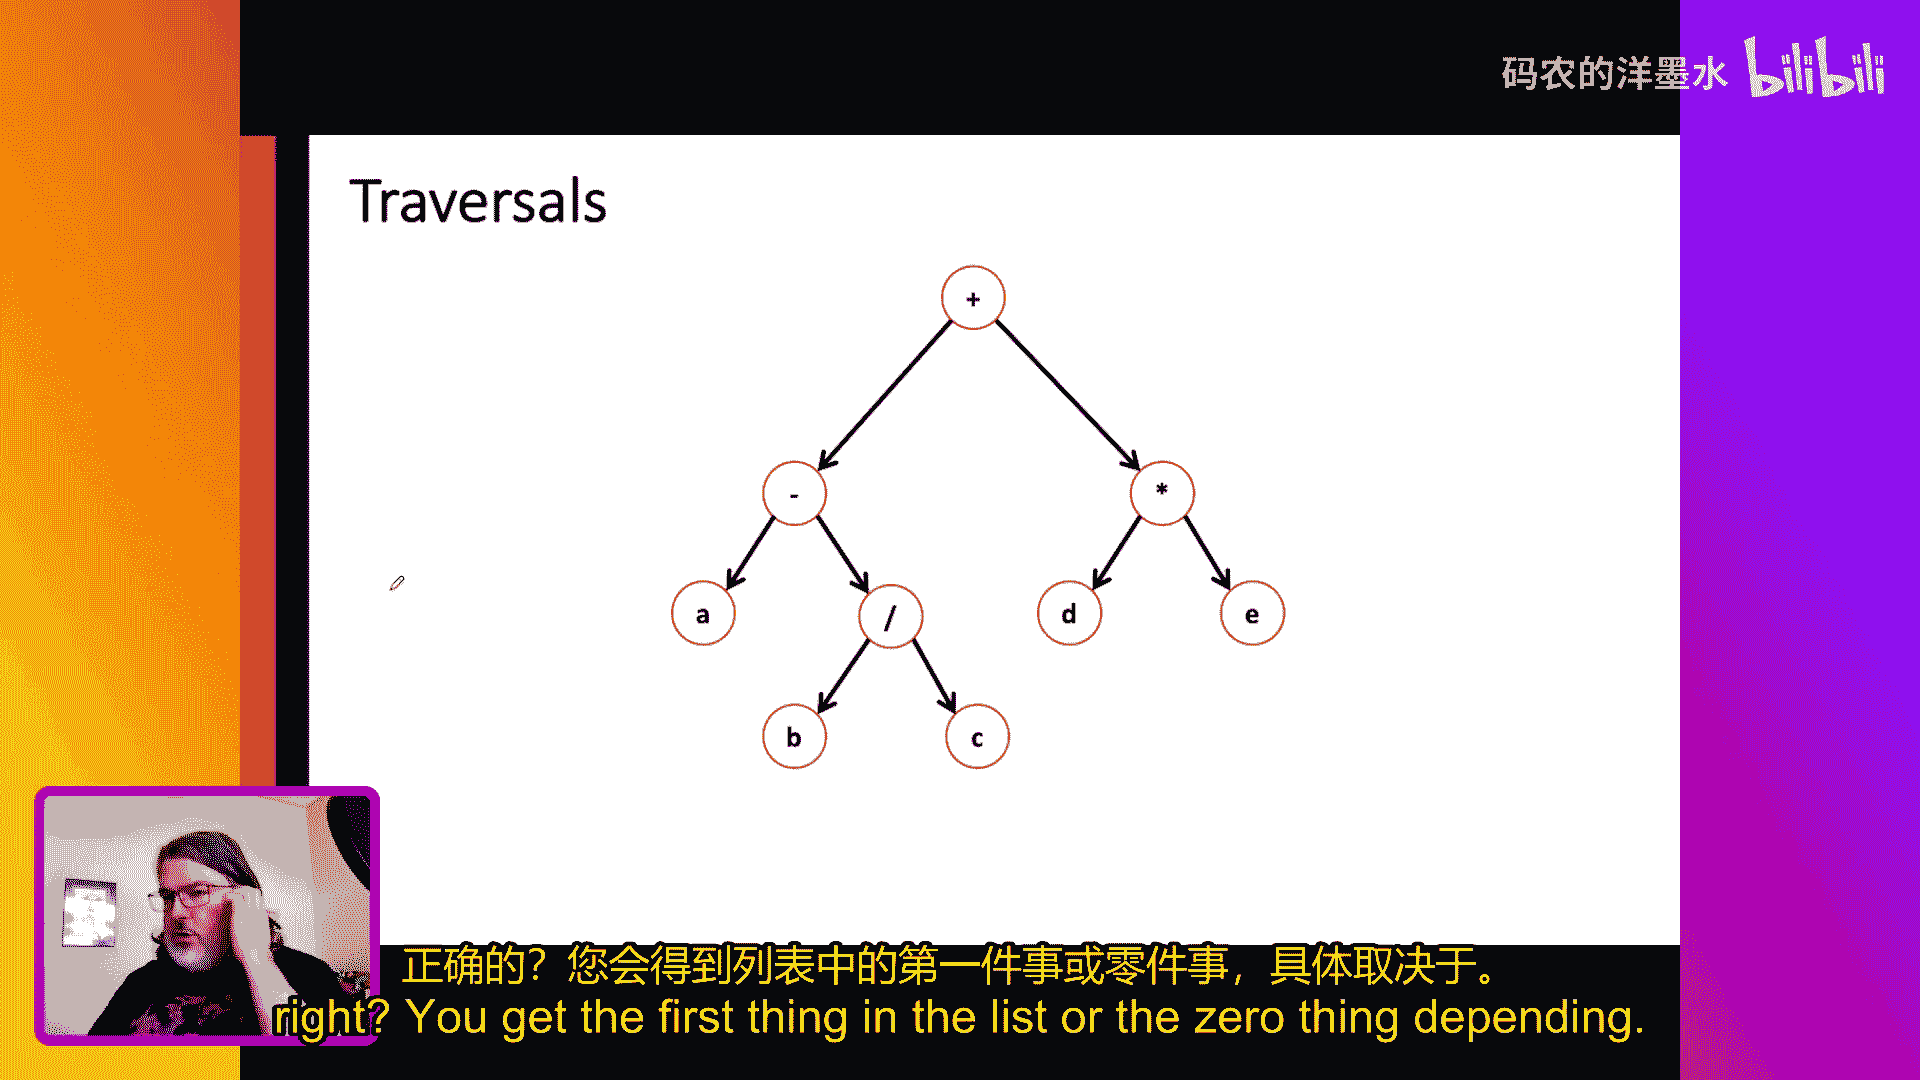 码农的洋墨水 bilibili
Traversals
+
- *
a / d e
b c
正确的？您会得到列表中的第一件事或零件事，具体取决于。
right? You get the first thing in the list or the zero thing depending.